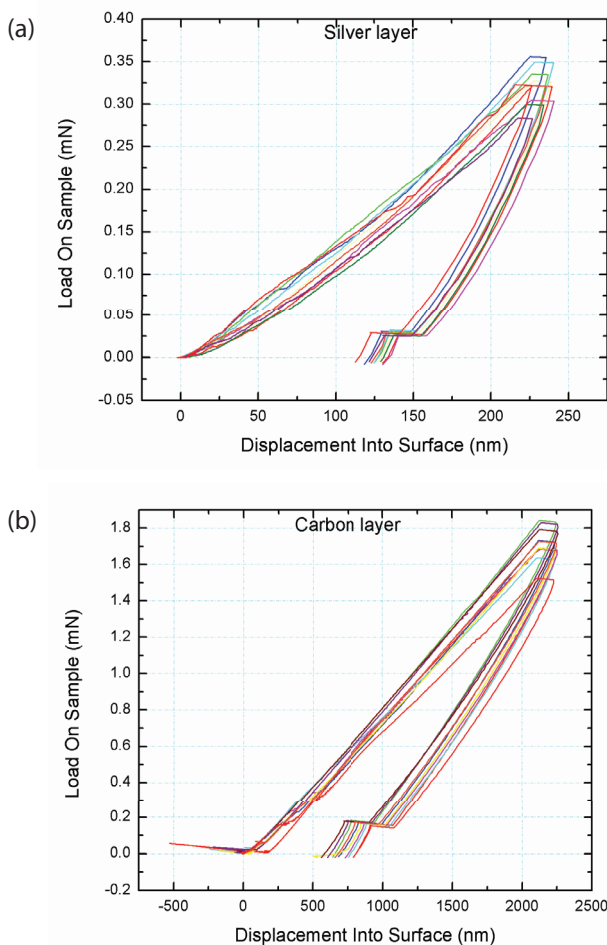 (a)
Silver layer
0.40
0.35
0.30
0.25
0.20
0.15
0.10
0.05
0.00
-0.05
Load On Sample (mN)
0 50 100 150 200 250
Displacement Into Surface (nm)
(b)
Carbon layer
1.8
1.6
1.4
1.2
1.0
0.8
0.6
0.4
0.2
0.0
-0.2
Load On Sample (mN)
-500 0 500 1000 1500 2000 2500
Displacement Into Surface (nm)